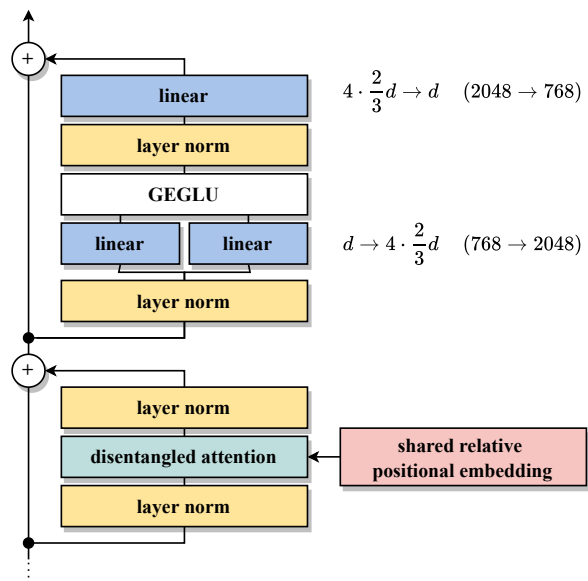 +
linear
4 · 2/3 d → d (2048 → 768)
layer norm
GEGLU
linear linear
d → 4 · 2/3 d (768 → 2048)
layer norm
+
layer norm
disentangled attention
shared relative
positional embedding
layer norm